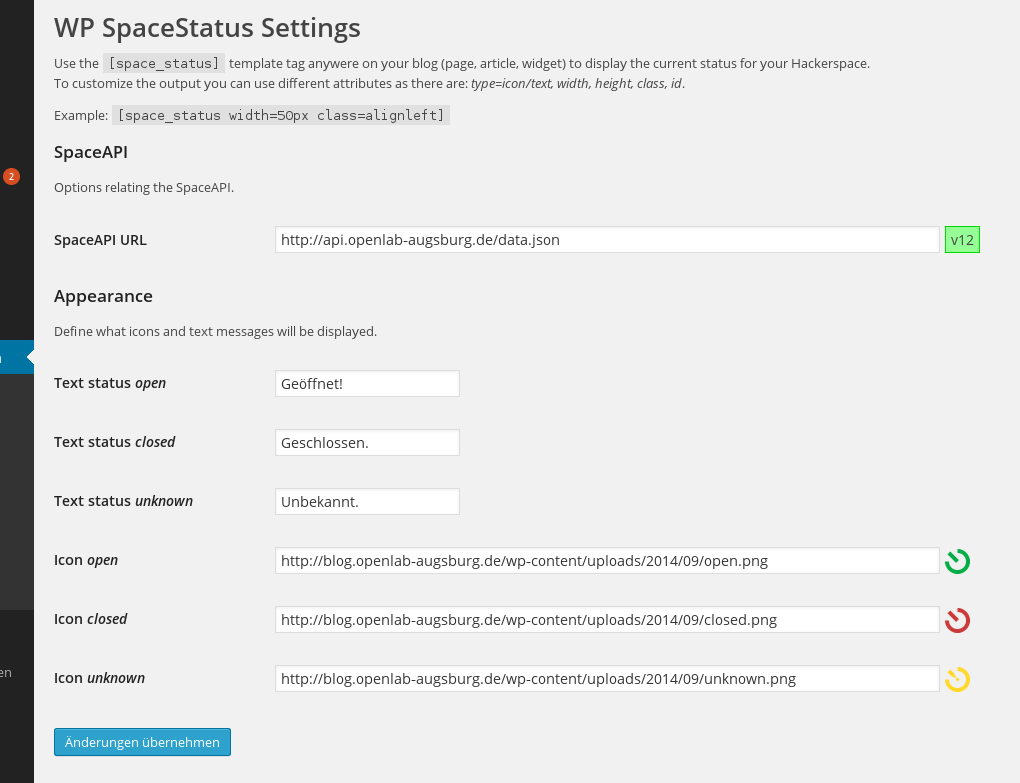 WP SpaceStatus Settings
Use the [space_status] template tag anywere on your blog (page, article, widget) to display the current status for your Hackerspace.
To customize the output you can use different attributes as there are: type=icon/text, width, height, class, id.
Example: [space_status width=50px class=alignleft]
SpaceAPI
2
Options relating the SpaceAPI.
SpaceAPI URL http://api.openlab-augsburg.de/data.json v12
Appearance
Define what icons and text messages will be displayed.
Text status open Geöffnet!
Text status closed Geschlossen.
Text status unknown Unbekannt.
Icon open http://blog.openlab-augsburg.de/wp-content/uploads/2014/09/open.png
Icon closed http://blog.openlab-augsburg.de/wp-content/uploads/2014/09/closed.png
en
Icon unknown http://blog.openlab-augsburg.de/wp-content/uploads/2014/09/unknown.png
Änderungen übernehmen